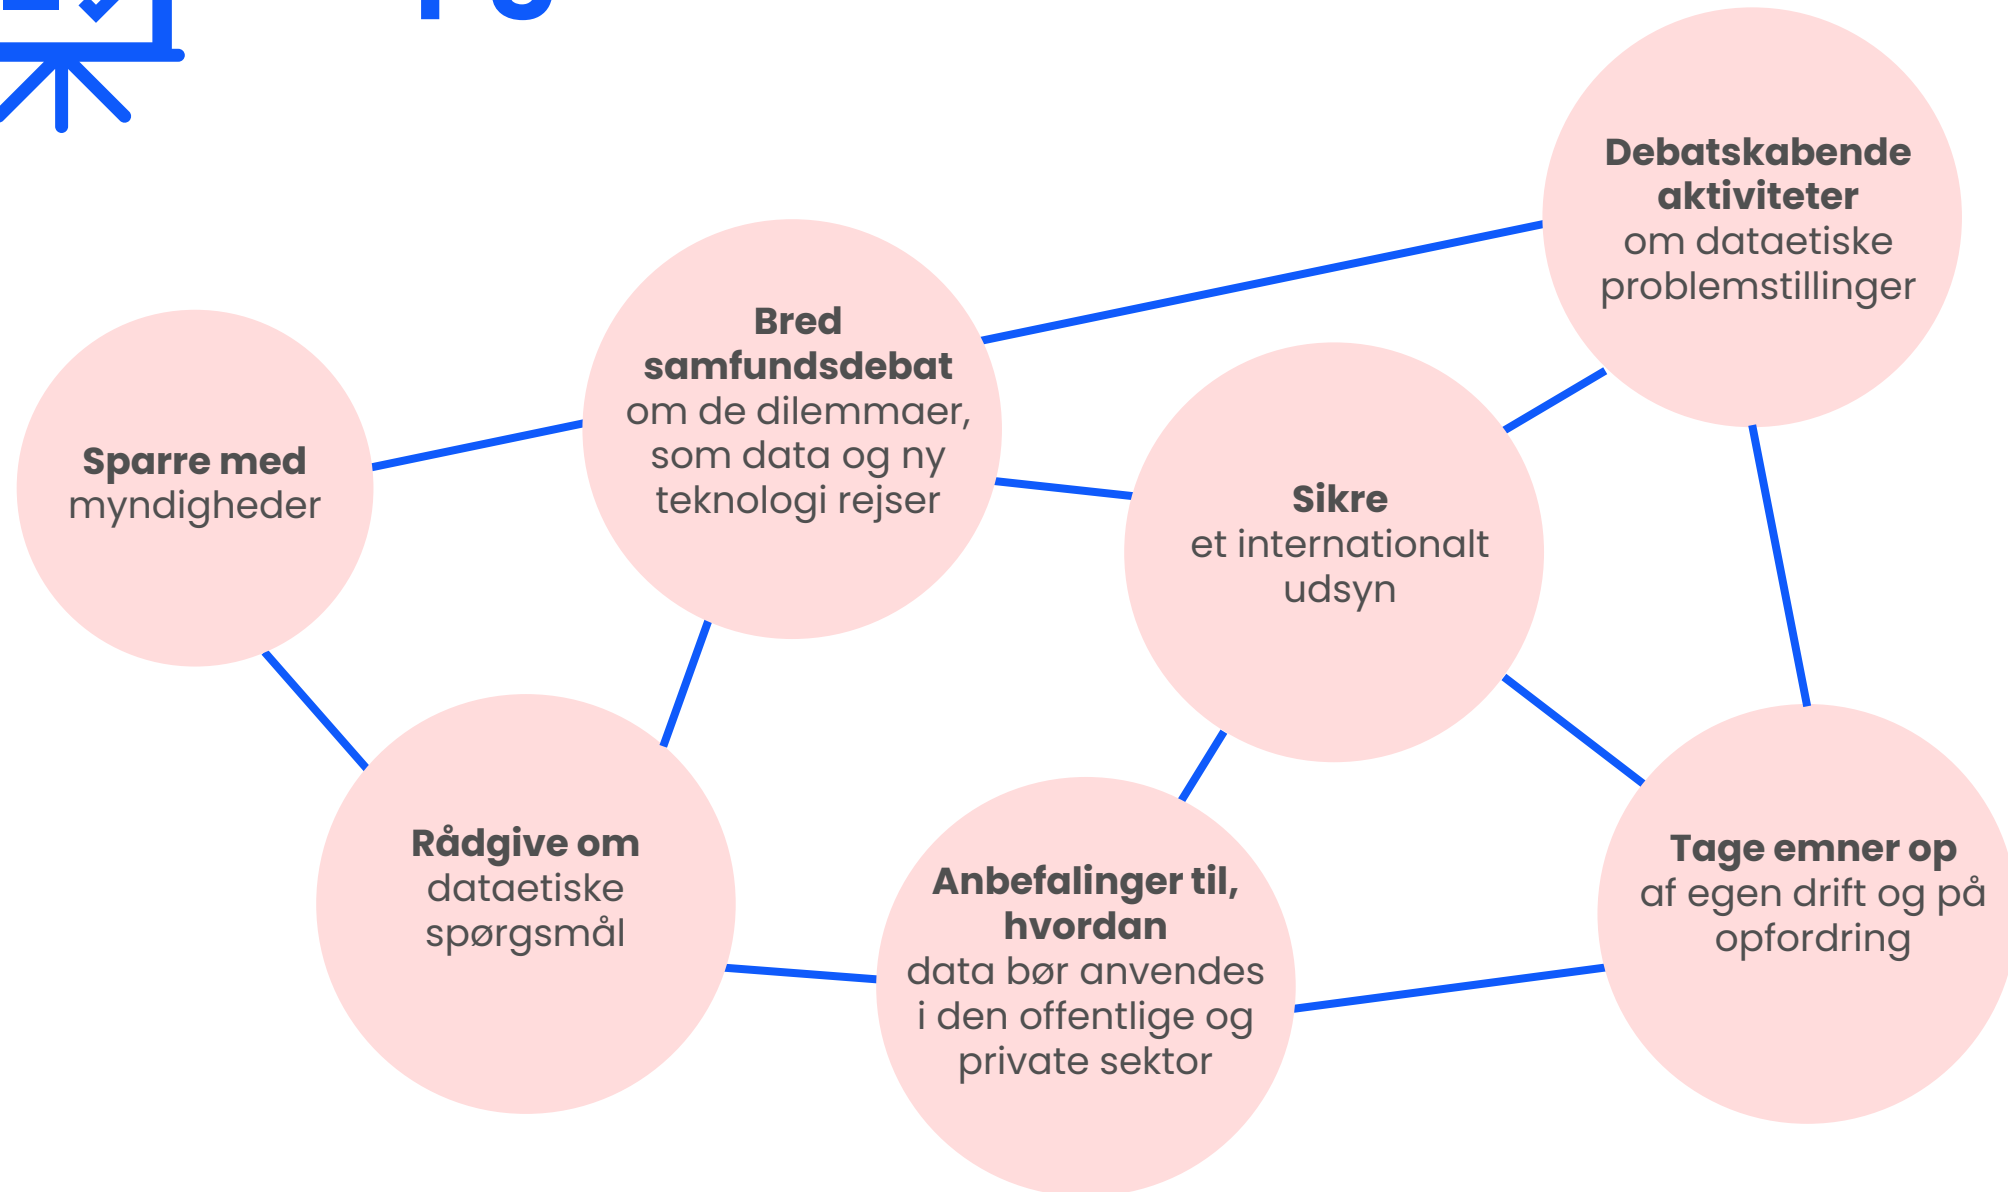 Debatskabende
aktiviteter
om dataetiske
problemstillinger
Bred
samfundsdebat
om de dilemmaer,
som data og ny
teknologi rejser
Sparre med
myndigheder
Sikre
et internationalt
udsyn
Rådgive om
dataetiske
spørgsmål
Anbefalinger til,
hvordan
data bør anvendes
i den offentlige og
private sektor
Tage emner op
af egen drift og på
opfordring